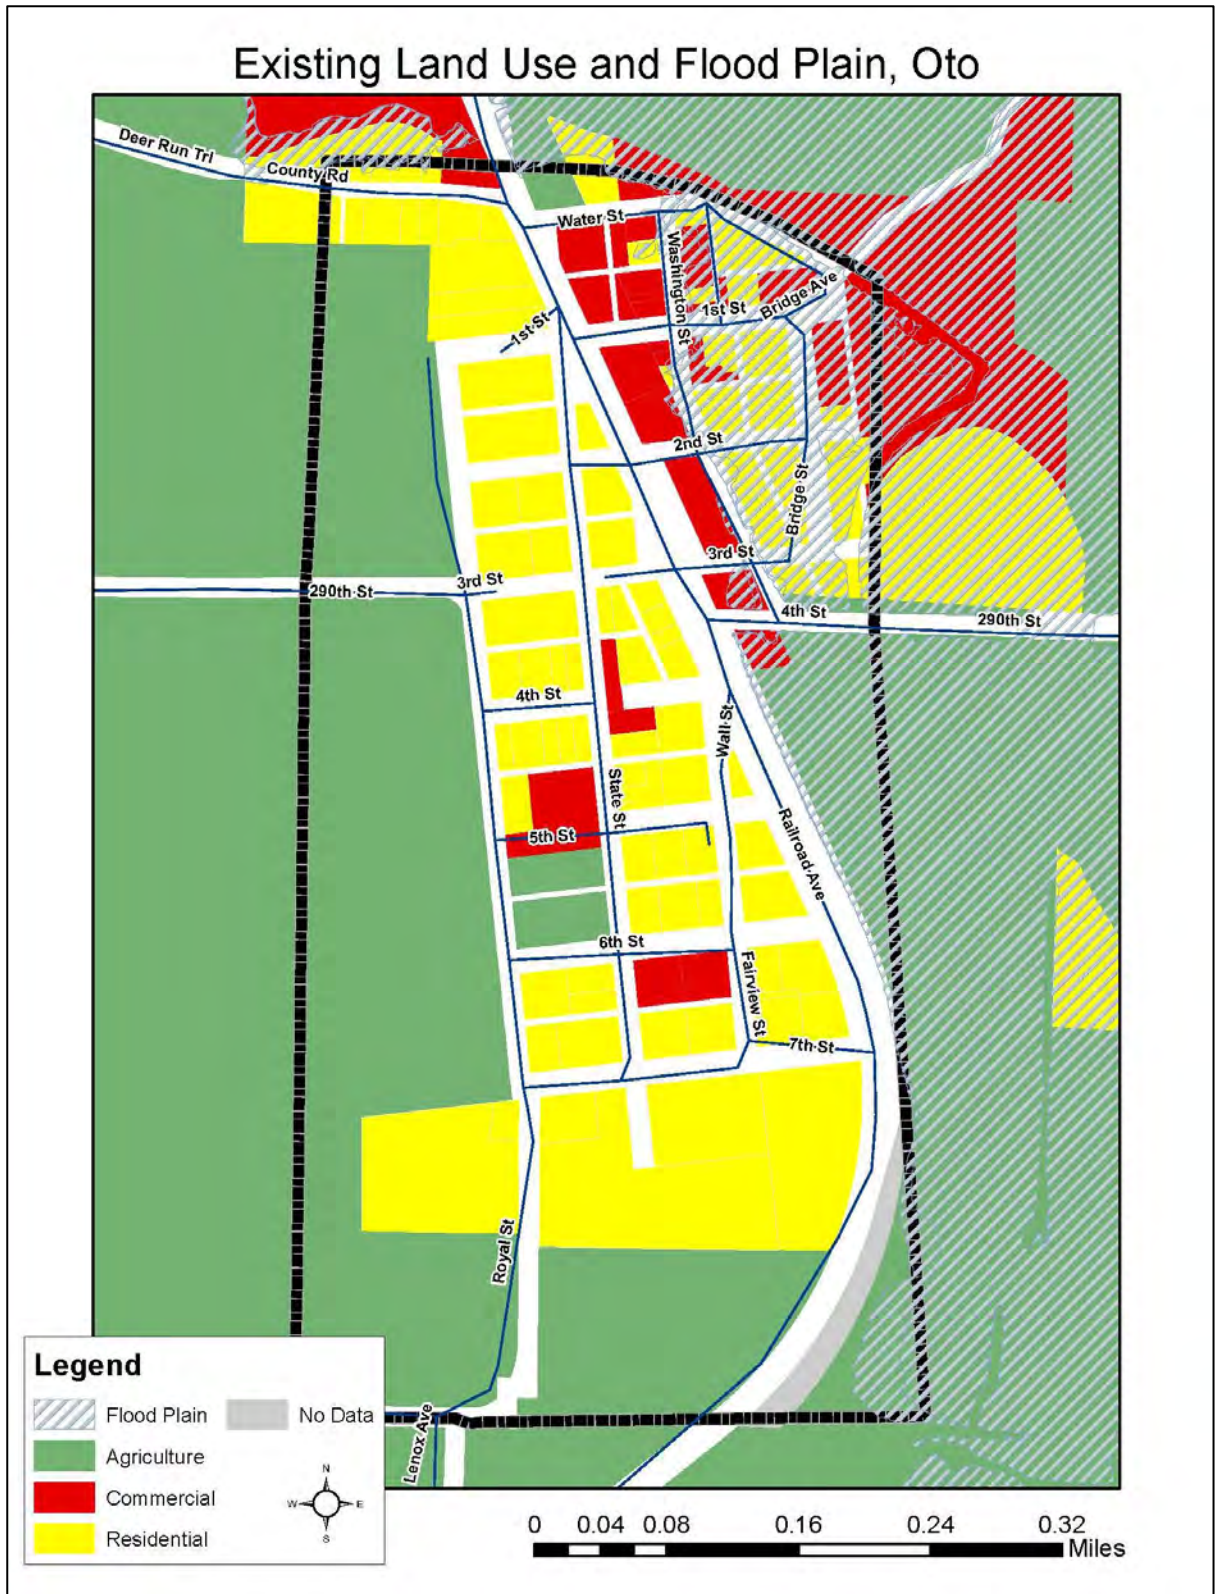 Existing Land Use and Flood Plain, Oto
Deer Run Trl
County Rd
Water St
Washington St
1st St
Bridge Ave
1st St
2nd St
Bridge St
3rd St
3rd St
290th St
4th St
290th St
4th St
Wall St
State St
Railroad Ave
5th St
6th St
Fairview St
7th St
Royal St
Lenox Ave
Legend
Flood Plain
No Data
Agriculture
Commercial
Residential
N
W E
S
0 0.04 0.08 0.16 0.24 0.32
Miles